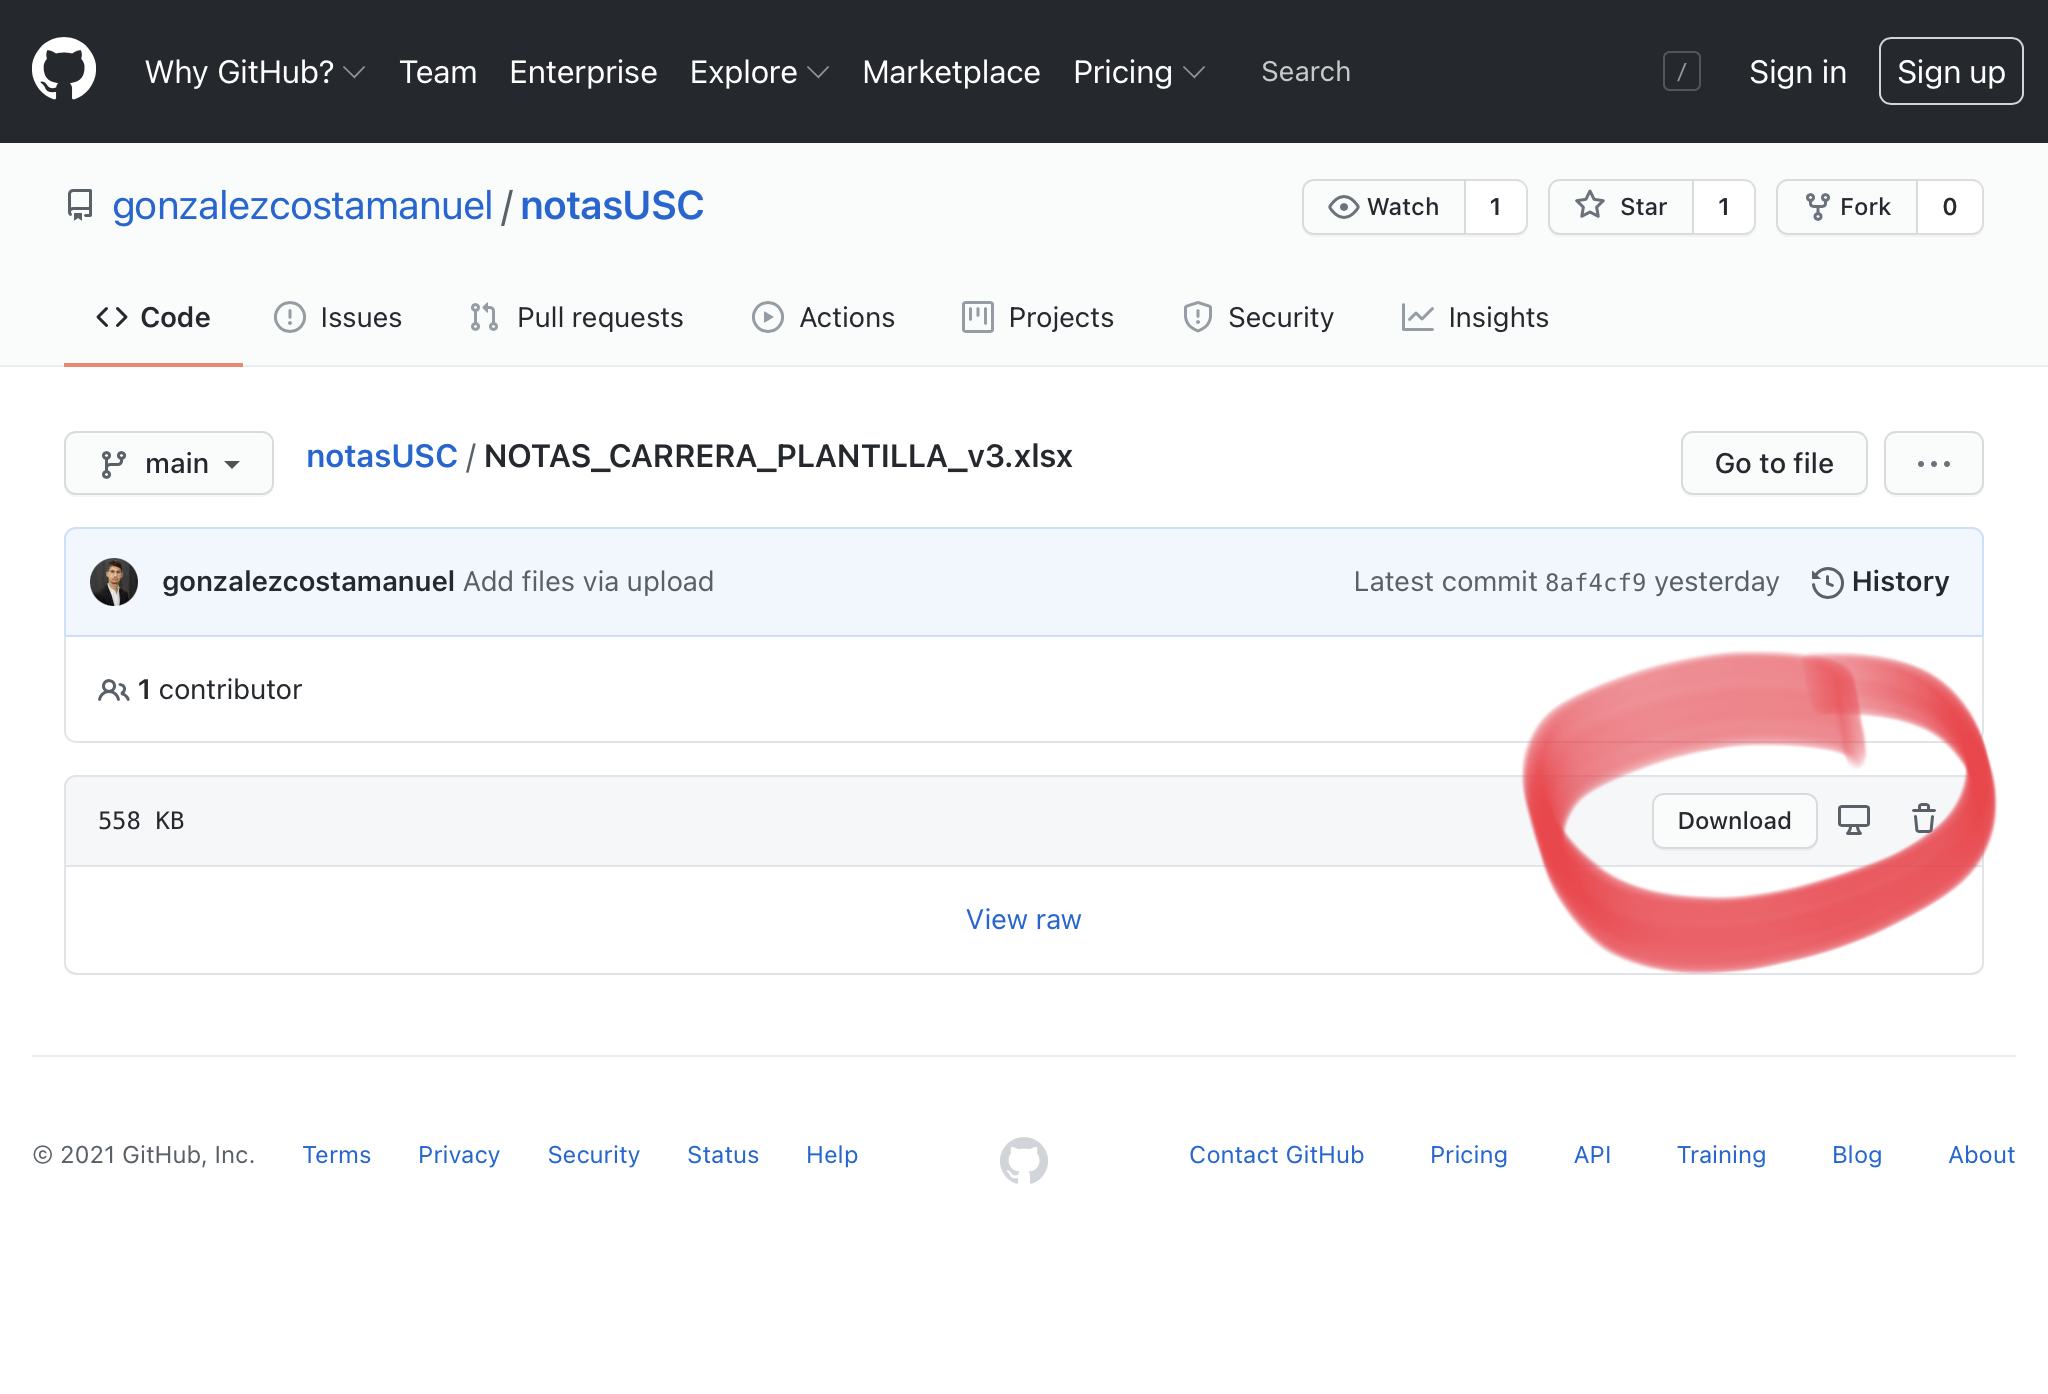 Why GitHub? Team Enterprise Explore Marketplace Pricing Search / Sign in Sign up
gonzalezcostamanuel / notasUSC Watch 1 Star 1 Fork 0
Code Issues Pull requests Actions Projects Security Insights
main notasUSC / NOTAS_CARRERA_PLANTILLA_v3.xlsx Go to file ...
gonzalezcostamanuel Add files via upload Latest commit 8af4cf9 yesterday History
1 contributor
558 KB Download
View raw
© 2021 GitHub, Inc. Terms Privacy Security Status Help Contact GitHub Pricing API Training Blog About